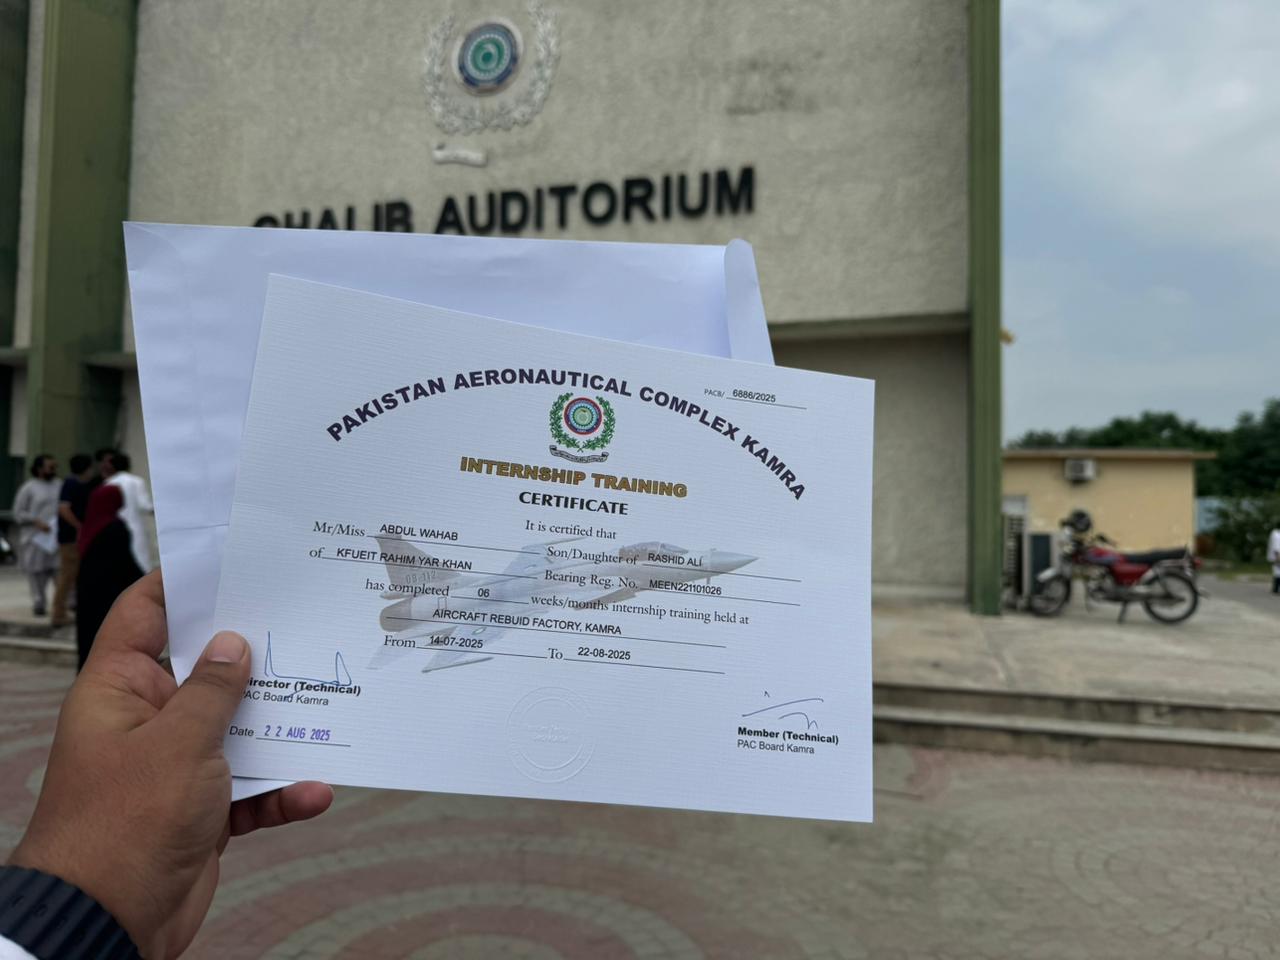 GHALIB AUDITORIUM
PAKISTAN AERONAUTICAL COMPLEX KAMRA
PACB/ 6886/2025
INTERNSHIP TRAINING
CERTIFICATE
It is certified that
Mr/Miss ABDUL WAHAB Son/Daughter of RASHID ALI
of KFUEIT RAHIM YAR KHAN Bearing Reg. No. MEEN221101026
has completed 06 weeks/months internship training held at
AIRCRAFT REBUID FACTORY, KAMRA
From 14-07-2025 To 22-08-2025
Director (Technical)
PAC Board Kamra
Date 22 AUG 2025
Member (Technical)
PAC Board Kamra